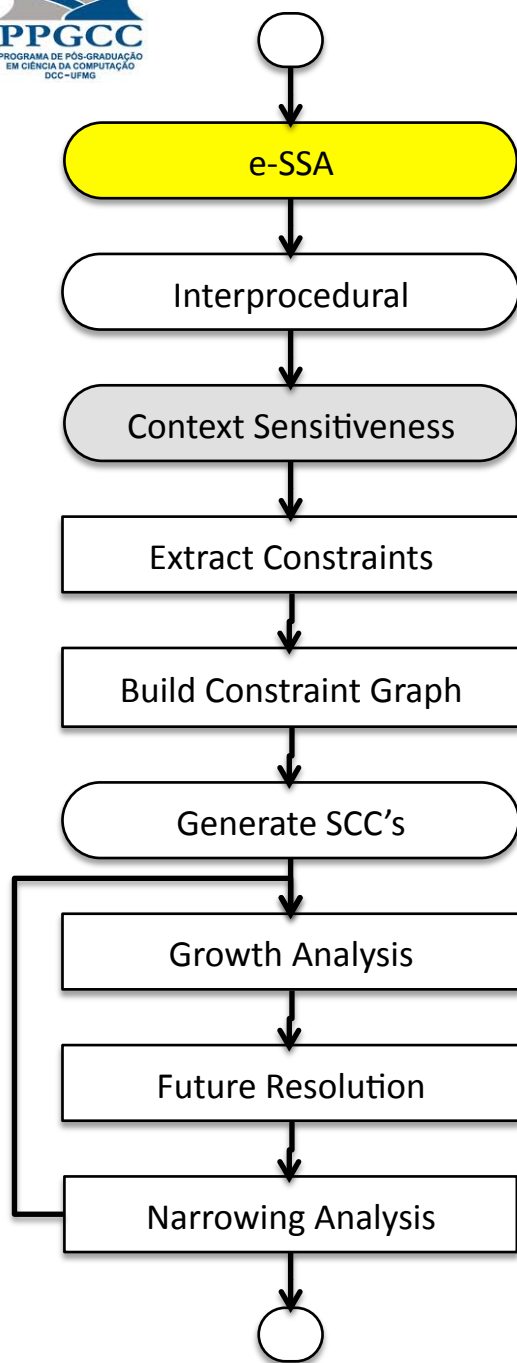 PPGCC
PROGRAMA DE PÓS-GRADUAÇÃO
EM CIÊNCIA DA COMPUTAÇÃO
DCC-UFMG
e-SSA
Interprocedural
Context Sensitiveness
Extract Constraints
Build Constraint Graph
Generate SCC's
Growth Analysis
Future Resolution
Narrowing Analysis